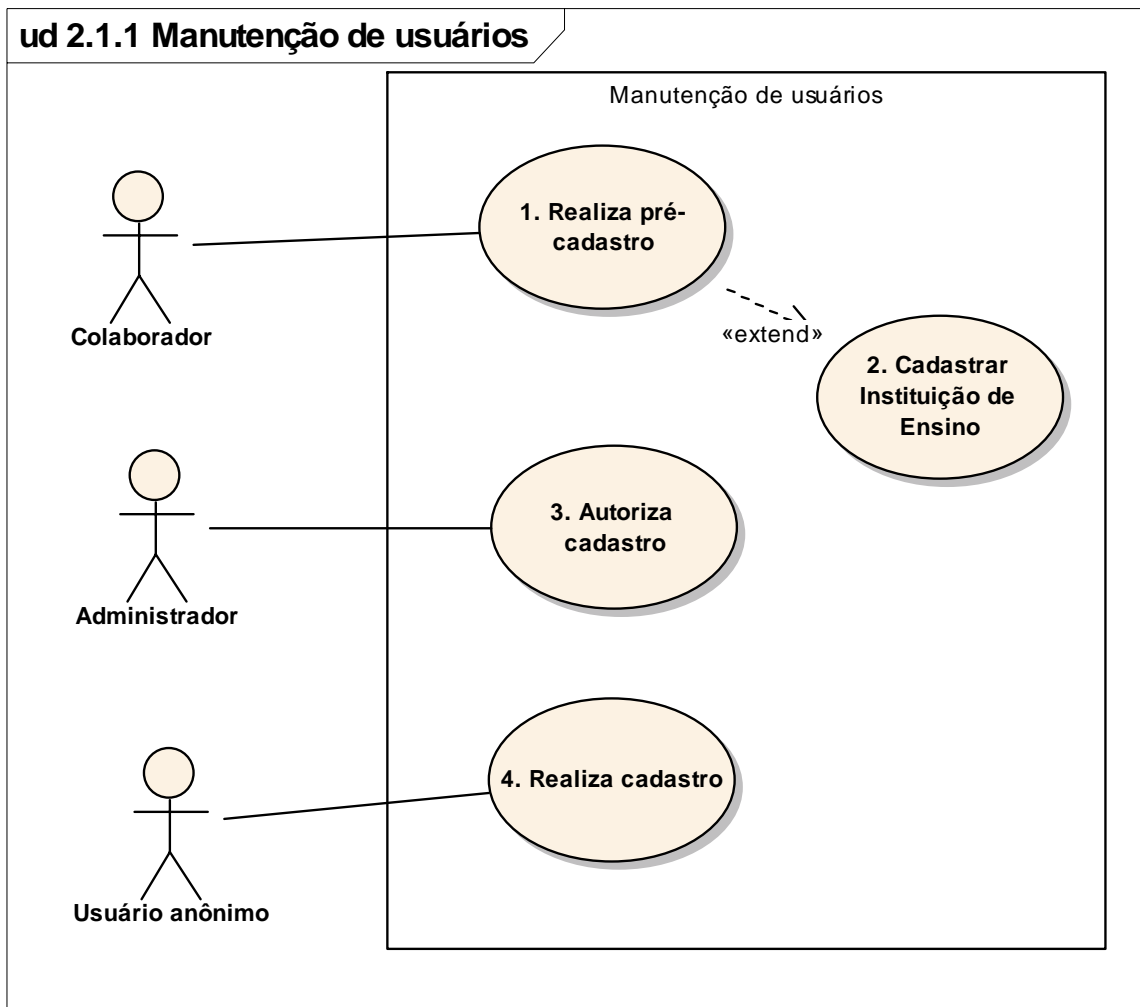 ud 2.1.1 Manutenção de usuários
Manutenção de usuários
1. Realiza pré-
cadastro
Colaborador
«extend»
2. Cadastrar
Instituição de
Ensino
3. Autoriza
cadastro
Administrador
4. Realiza cadastro
Usuário anônimo